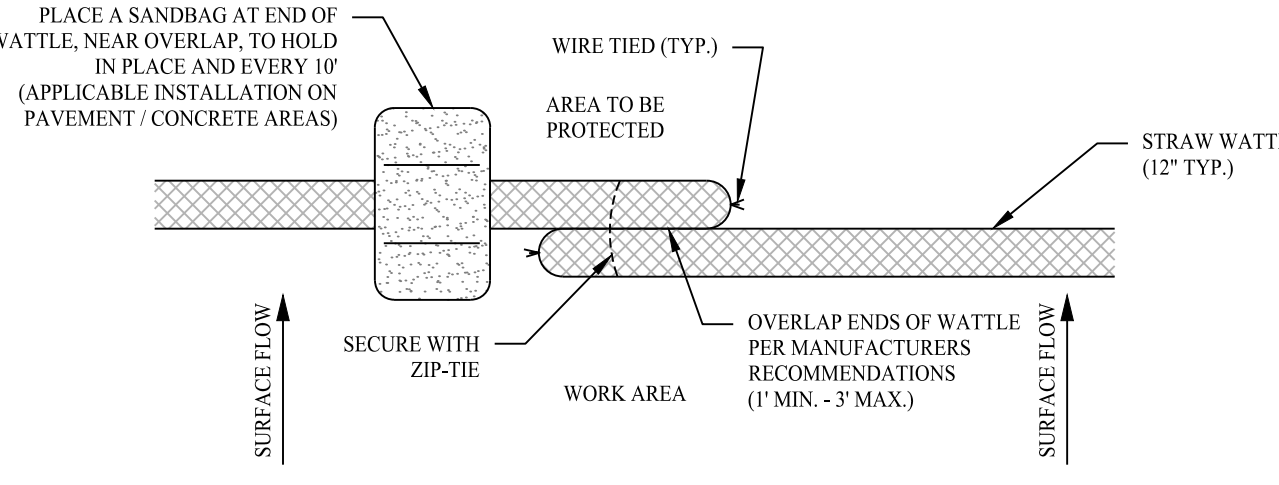 PLACE A SANDBAG AT END OF
WATTLE, NEAR OVERLAP, TO HOLD
IN PLACE AND EVERY 10'
(APPLICABLE INSTALLATION ON
PAVEMENT / CONCRETE AREAS)
WIRE TIED (TYP.)
AREA TO BE
PROTECTED
STRAW WATTL
(12" TYP.)
SURFACE FLOW
SECURE WITH
ZIP-TIE
WORK AREA
OVERLAP ENDS OF WATTLE
PER MANUFACTURERS
RECOMMENDATIONS
(1' MIN. - 3' MAX.)
SURFACE FLOW